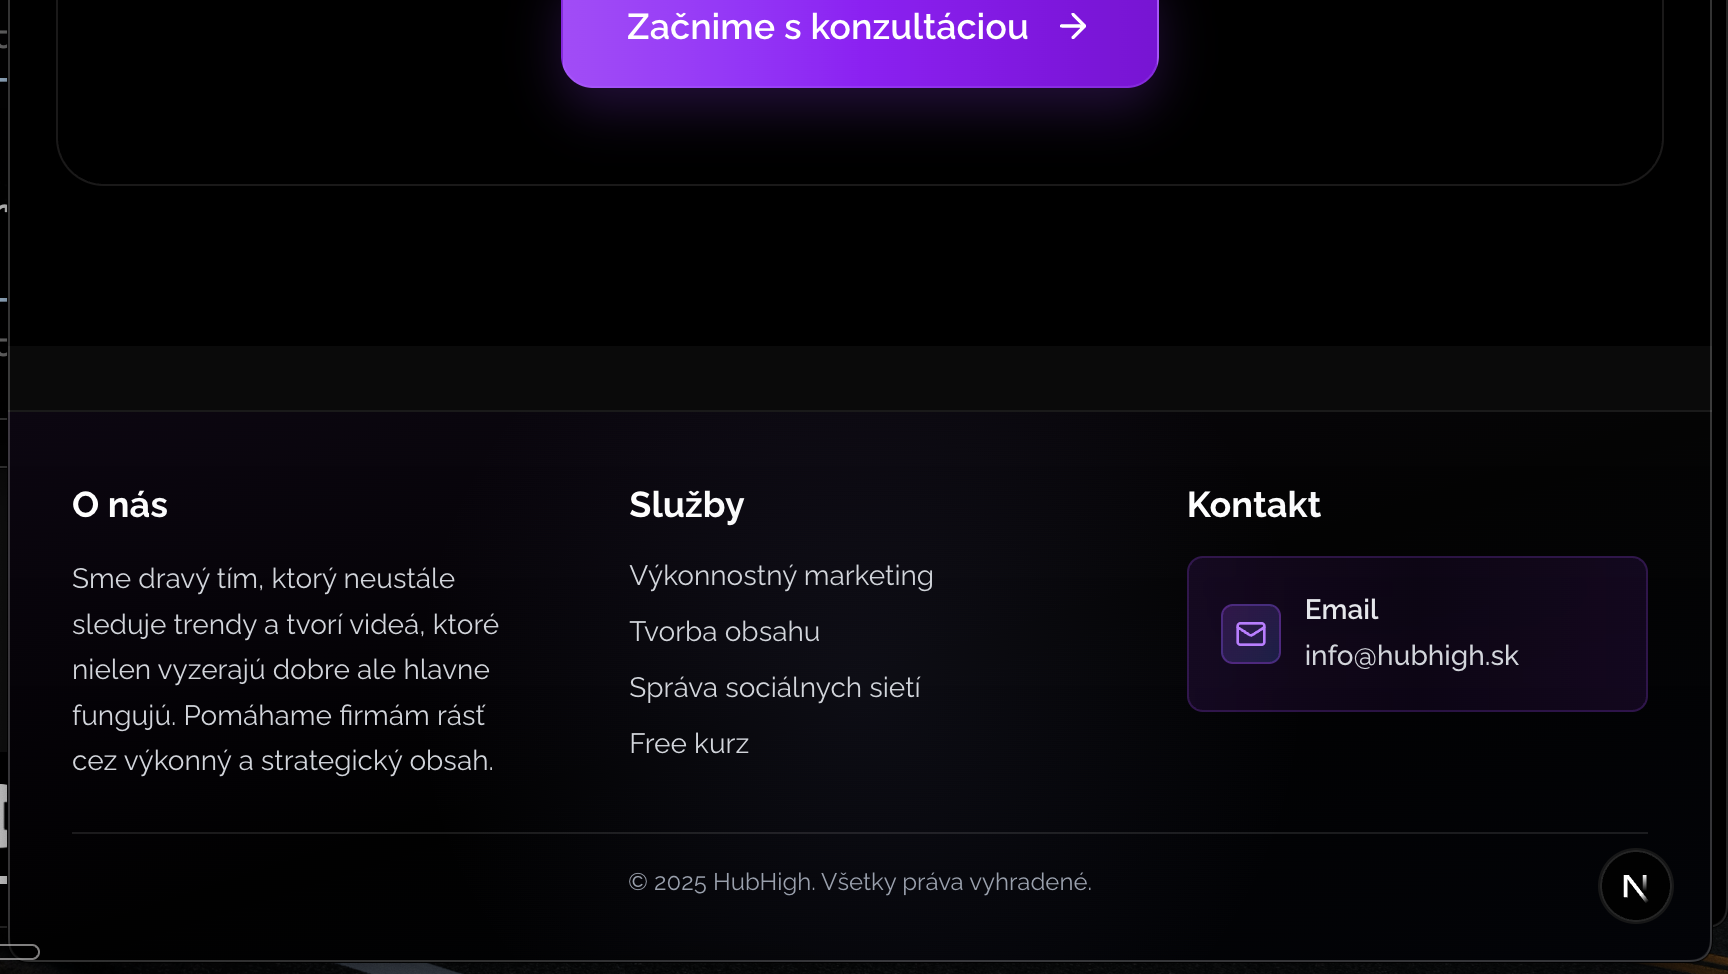 Začnime s konzultáciou
O nás
Sme dravý tím, ktorý neustále
sleduje trendy a tvorí videá, ktoré
nielen vyzerajú dobre ale hlavne
fungujú. Pomáhame firmám rásť
cez výkonný a strategický obsah.
Služby
Výkonnostný marketing
Tvorba obsahu
Správa sociálnych sietí
Free kurz
Kontakt
Email
info@hubhigh.sk
© 2025 HubHigh. Všetky práva vyhradené.
N